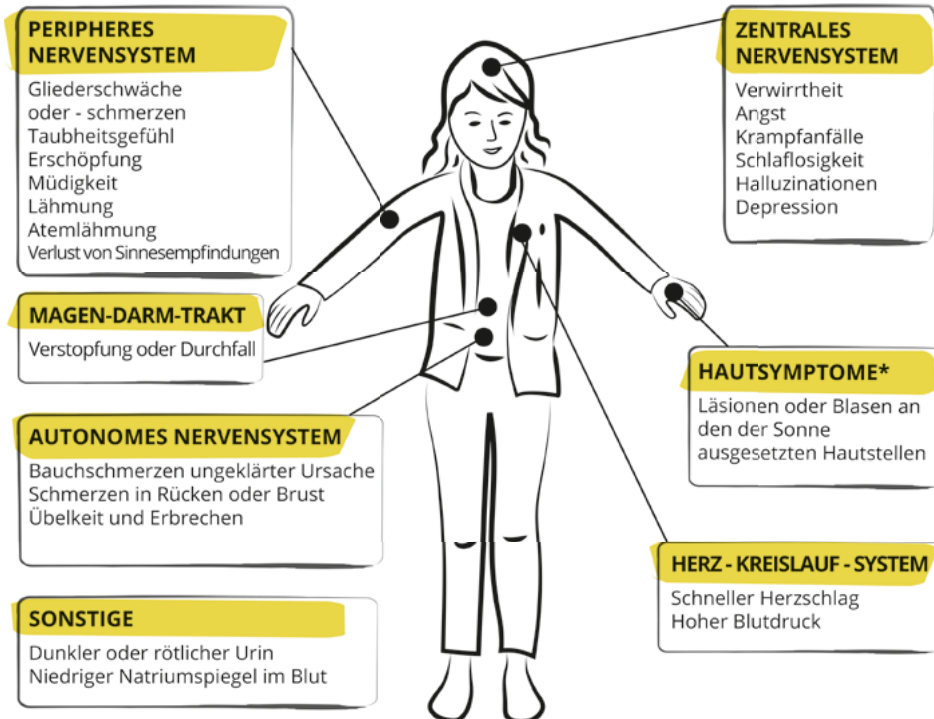 PERIPHERES
NERVENSYSTEM
Gliederschwäche
oder - schmerzen
Taubheitsgefühl
Erschöpfung
Müdigkeit
Lähmung
Atemlähmung
Verlust von Sinnesempfindungen
MAGEN-DARM-TRAKT
Verstopfung oder Durchfall
AUTONOMES NERVENSYSTEM
Bauchschmerzen ungeklärter Ursache
Schmerzen in Rücken oder Brust
Übelkeit und Erbrechen
SONSTIGE
Dunkler oder rötlicher Urin
Niedriger Natriumspiegel im Blut
ZENTRALES
NERVENSYSTEM
Verwirrtheit
Angst
Krampfanfälle
Schlaflosigkeit
Halluzinationen
Depression
HAUTSYMPTOME*
Läsionen oder Blasen an
den der Sonne
ausgesetzten Hautstellen
HERZ - KREISLAUF - SYSTEM
Schneller Herzschlag
Hoher Blutdruck